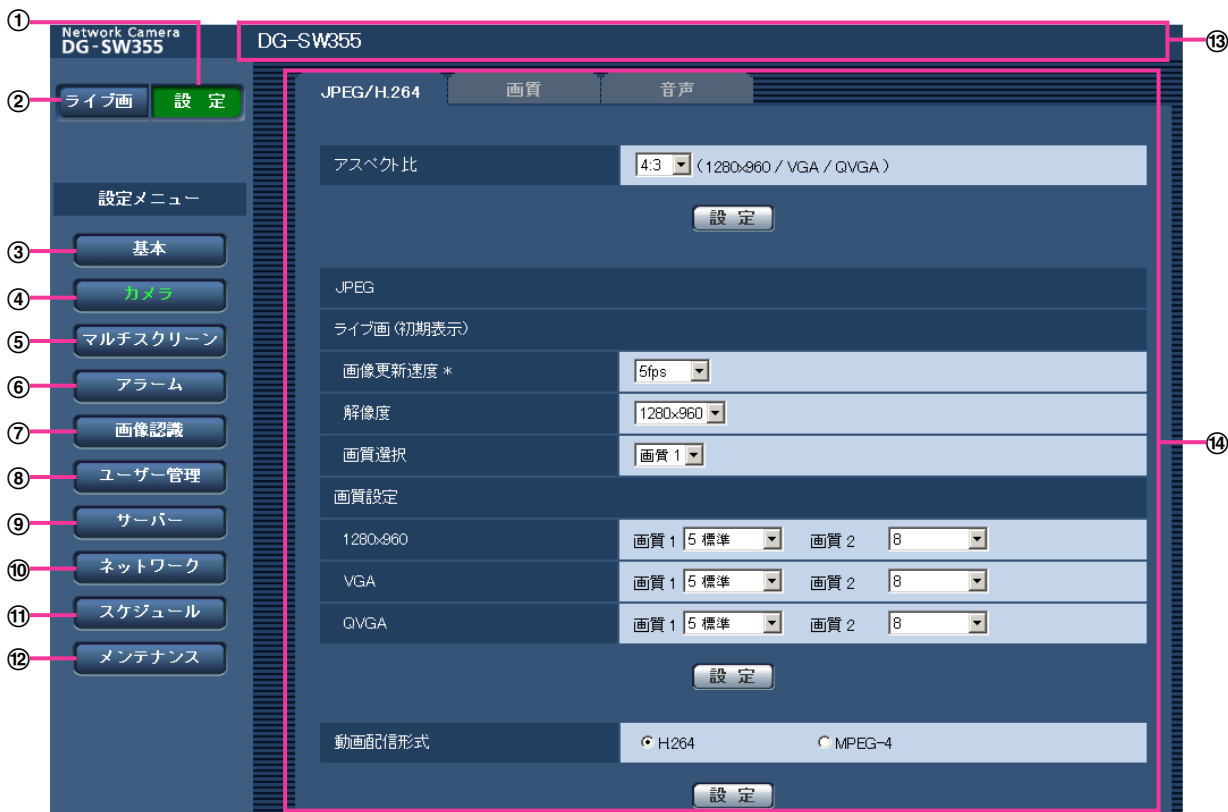 ①
Network Camera
DG-SW355
DG-SW355
⑬
② ライブ画 設 定
JPEG/H.264 画質 音声
アスペクト比 4:3 (1280x960 / VGA / QVGA)
設 定
設定メニュー
③ 基本
④ カメラ
⑤ マルチスクリーン
⑥ アラーム
⑦ 画像認識
⑧ ユーザー管理
⑨ サーバー
⑩ ネットワーク
⑪ スケジュール
⑫ メンテナンス
JPEG
ライブ画(初期表示)
画像更新速度 * 5fps
解像度 1280x960
画質選択 画質 1
⑭
画質設定
1280x960 画質 1 5 標準 画質 2 8
VGA 画質 1 5 標準 画質 2 8
QVGA 画質 1 5 標準 画質 2 8
設 定
動画配信形式 H.264 MPEG-4
設 定